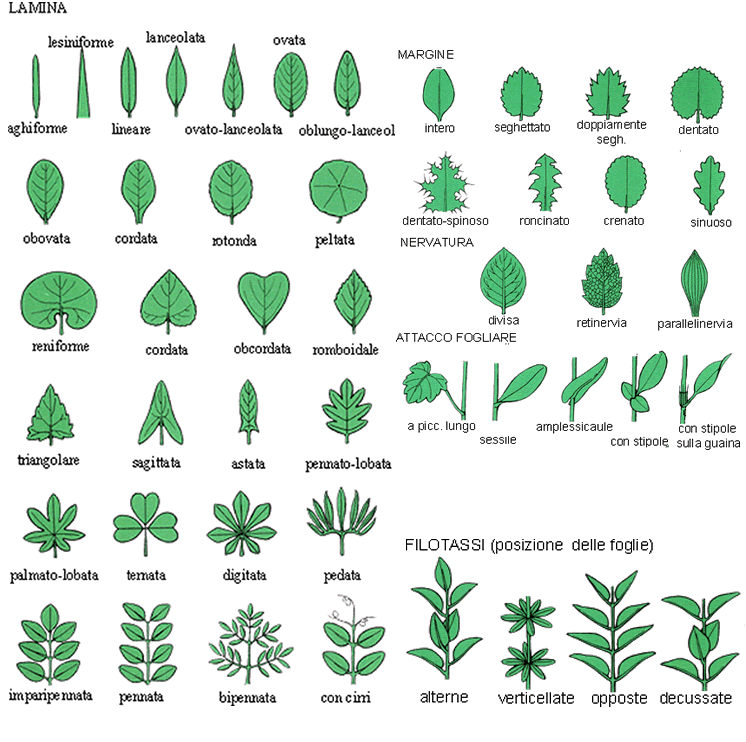 LAMINA
lesiniforme
lanceolata
ovata
aghiforme
lineare
ovato-lanceolata
oblungo-lanceol
obovata
cordata
rotonda
peltata
reniforme
cordata
obcordata
romboidale
triangolare
sagittata
astata
pennato-lobata
palmato-lobata
ternata
digitata
pedata
imparipennata
pennata
bipennata
con cirri
MARGINE
intero
seghettato
doppiamente
segh.
dentato
dentato-spinoso
roncinato
crenato
sinuoso
NERVATURA
divisa
retinervia
parallelinervia
ATTACCO FOGLIARE
a picc. lungo
sessile
amplessicaule
con stipole
con stipole
sulla guaina
FILOTASSI (posizione delle foglie)
alterne
verticellate
opposte
decussate